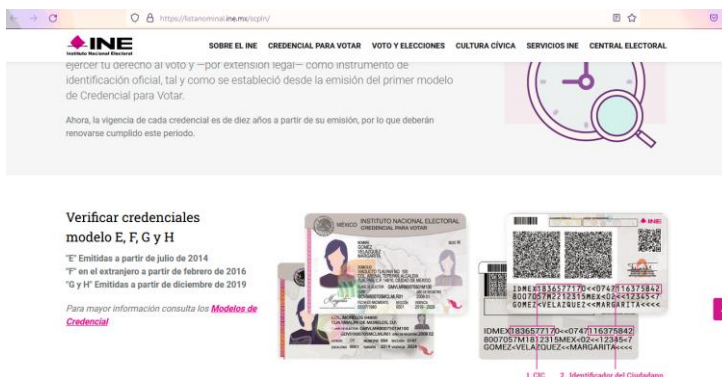 https://listanominal.ine.mx/scpln/
INE
Instituto Nacional Electoral
SOBRE EL INE CREDENCIAL PARA VOTAR VOTO Y ELECCIONES CULTURA CÍVICA SERVICIOS INE CENTRAL ELECTORAL
ejercer tu derecho al voto y —por extensión legal— como instrumento de
identificación oficial, tal y como se estableció desde la emisión del primer modelo
de Credencial para Votar.
Ahora, la vigencia de cada credencial es de diez años a partir de su emisión, por lo que deberán
renovarse cumplido este periodo.
Verificar credenciales
modelo E, F, G y H
"E" Emitidas a partir de julio de 2014
"F" en el extranjero a partir de febrero de 2016
"G y H" Emitidas a partir de diciembre de 2019
Para mayor información consulta los Modelos de
Credencial
MÉXICO INSTITUTO NACIONAL ELECTORAL
CREDENCIAL PARA VOTAR
NOMBRE
GOMEZ
VELAZQUEZ
MARGARITA
DOMICILIO
INE
IDMEX1836577170<<0747116375842
8007057M2212315MEX<02<<12345<7
GOMEZ<VELAZQUEZ<<MARGARITA<<<<
IDMEX1836577170<<0747116375842
8007057M1812315MEX<02<<12345<7
GOMEZ<VELAZQUEZ<<MARGARITA<<<<
1. CIC 2. Identificador del Ciudadano